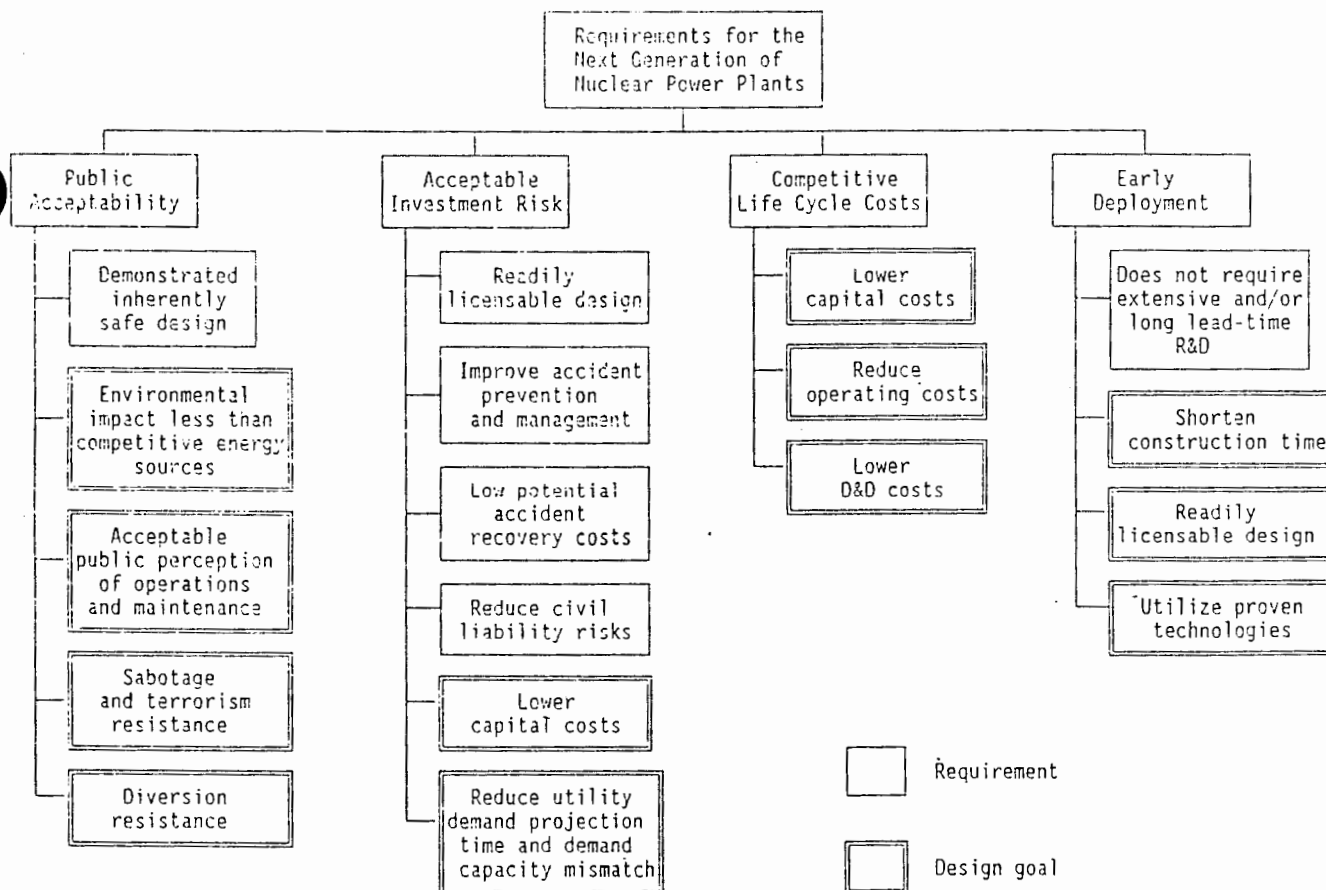 Requirements for the
Next Generation of
Nuclear Power Plants
Public
Acceptability
Acceptable
Investment Risk
Competitive
Life Cycle Costs
Early
Deployment
Demonstrated
inherently
safe design
Environmental
impact less than
competitive energy
sources
Acceptable
public perception
of operations
and maintenance
Sabotage
and terrorism
resistance
Diversion
resistance
Readily
licensable design
Improve accident
prevention
and management
Low potential
accident
recovery costs
Reduce civil
liability risks
Lower
capital costs
Reduce utility
demand projection
time and demand
capacity mismatch
Lower
capital costs
Reduce
operating costs
Lower
D&D costs
Does not require
extensive and/or
long lead-time
R&D
Shorten
construction time
Readily
licensable design
Utilize proven
technologies
Requirement
Design goal